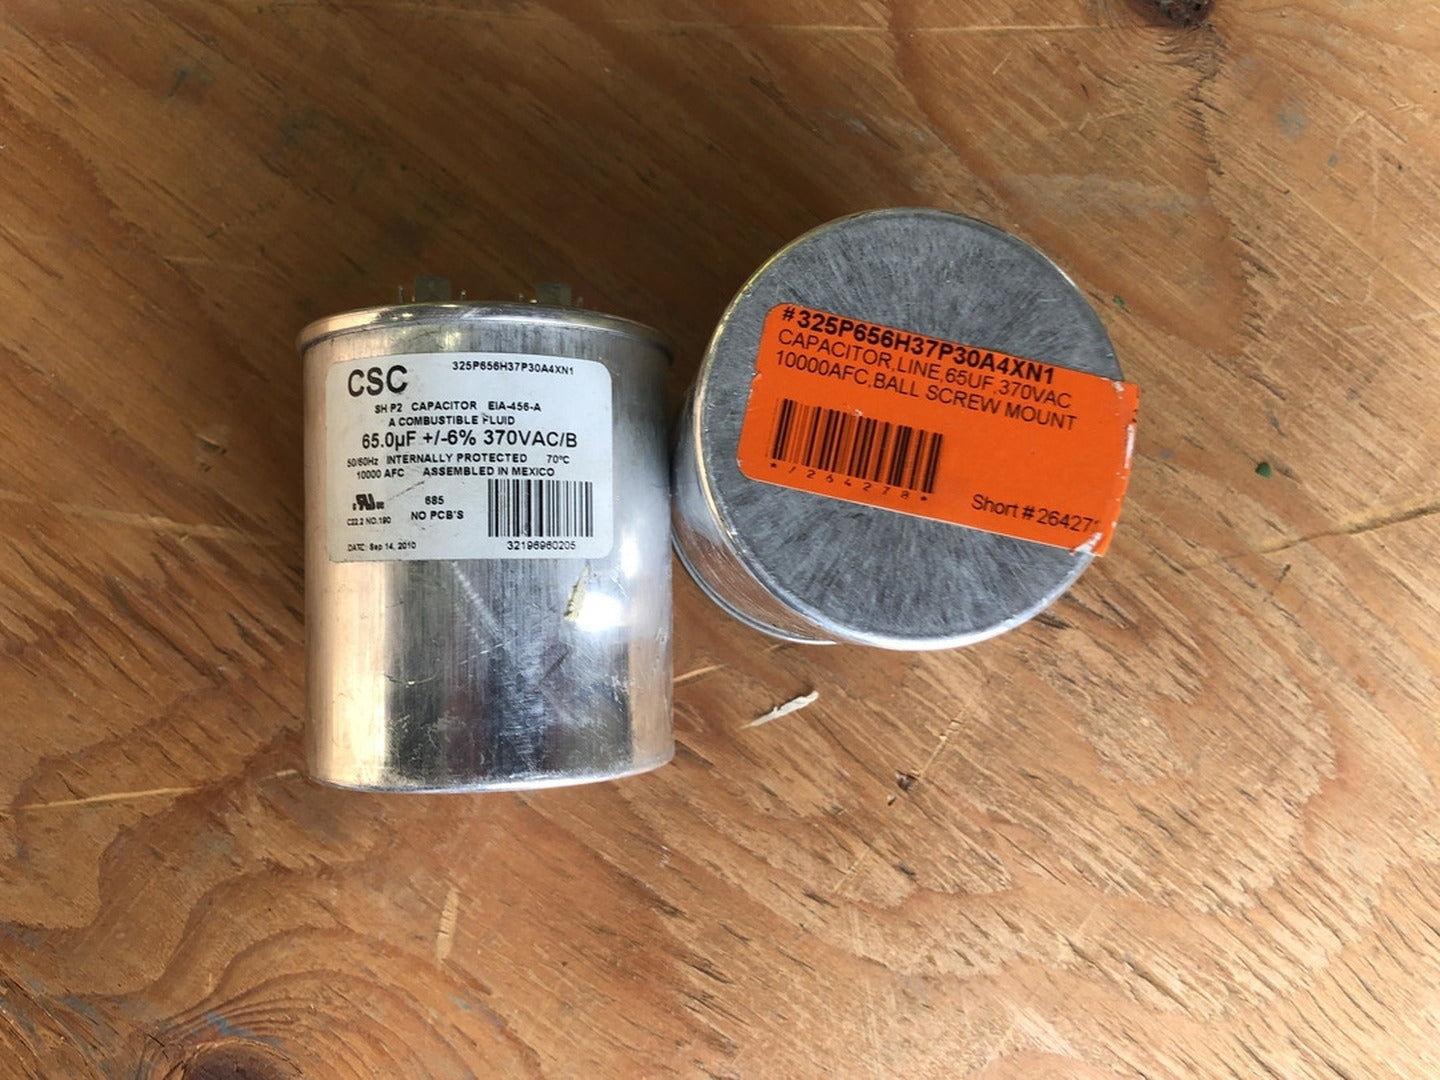 CSC 325P656H37P30A4XN1
SH P2 CAPACITOR EIA-456-A
A COMBUSTIBLE FLUID
65.0µF +/-6% 370VAC/B
50/60Hz INTERNALLY PROTECTED 70°C
10000 AFC ASSEMBLED IN MEXICO
685
NO PCB'S
C22.2 NO.190
DATE: Sep 14, 2010
32196960205
#325P656H37P30A4XN1
CAPACITOR,LINE,65UF,370VAC
10000AFC,BALL SCREW MOUNT
Short #